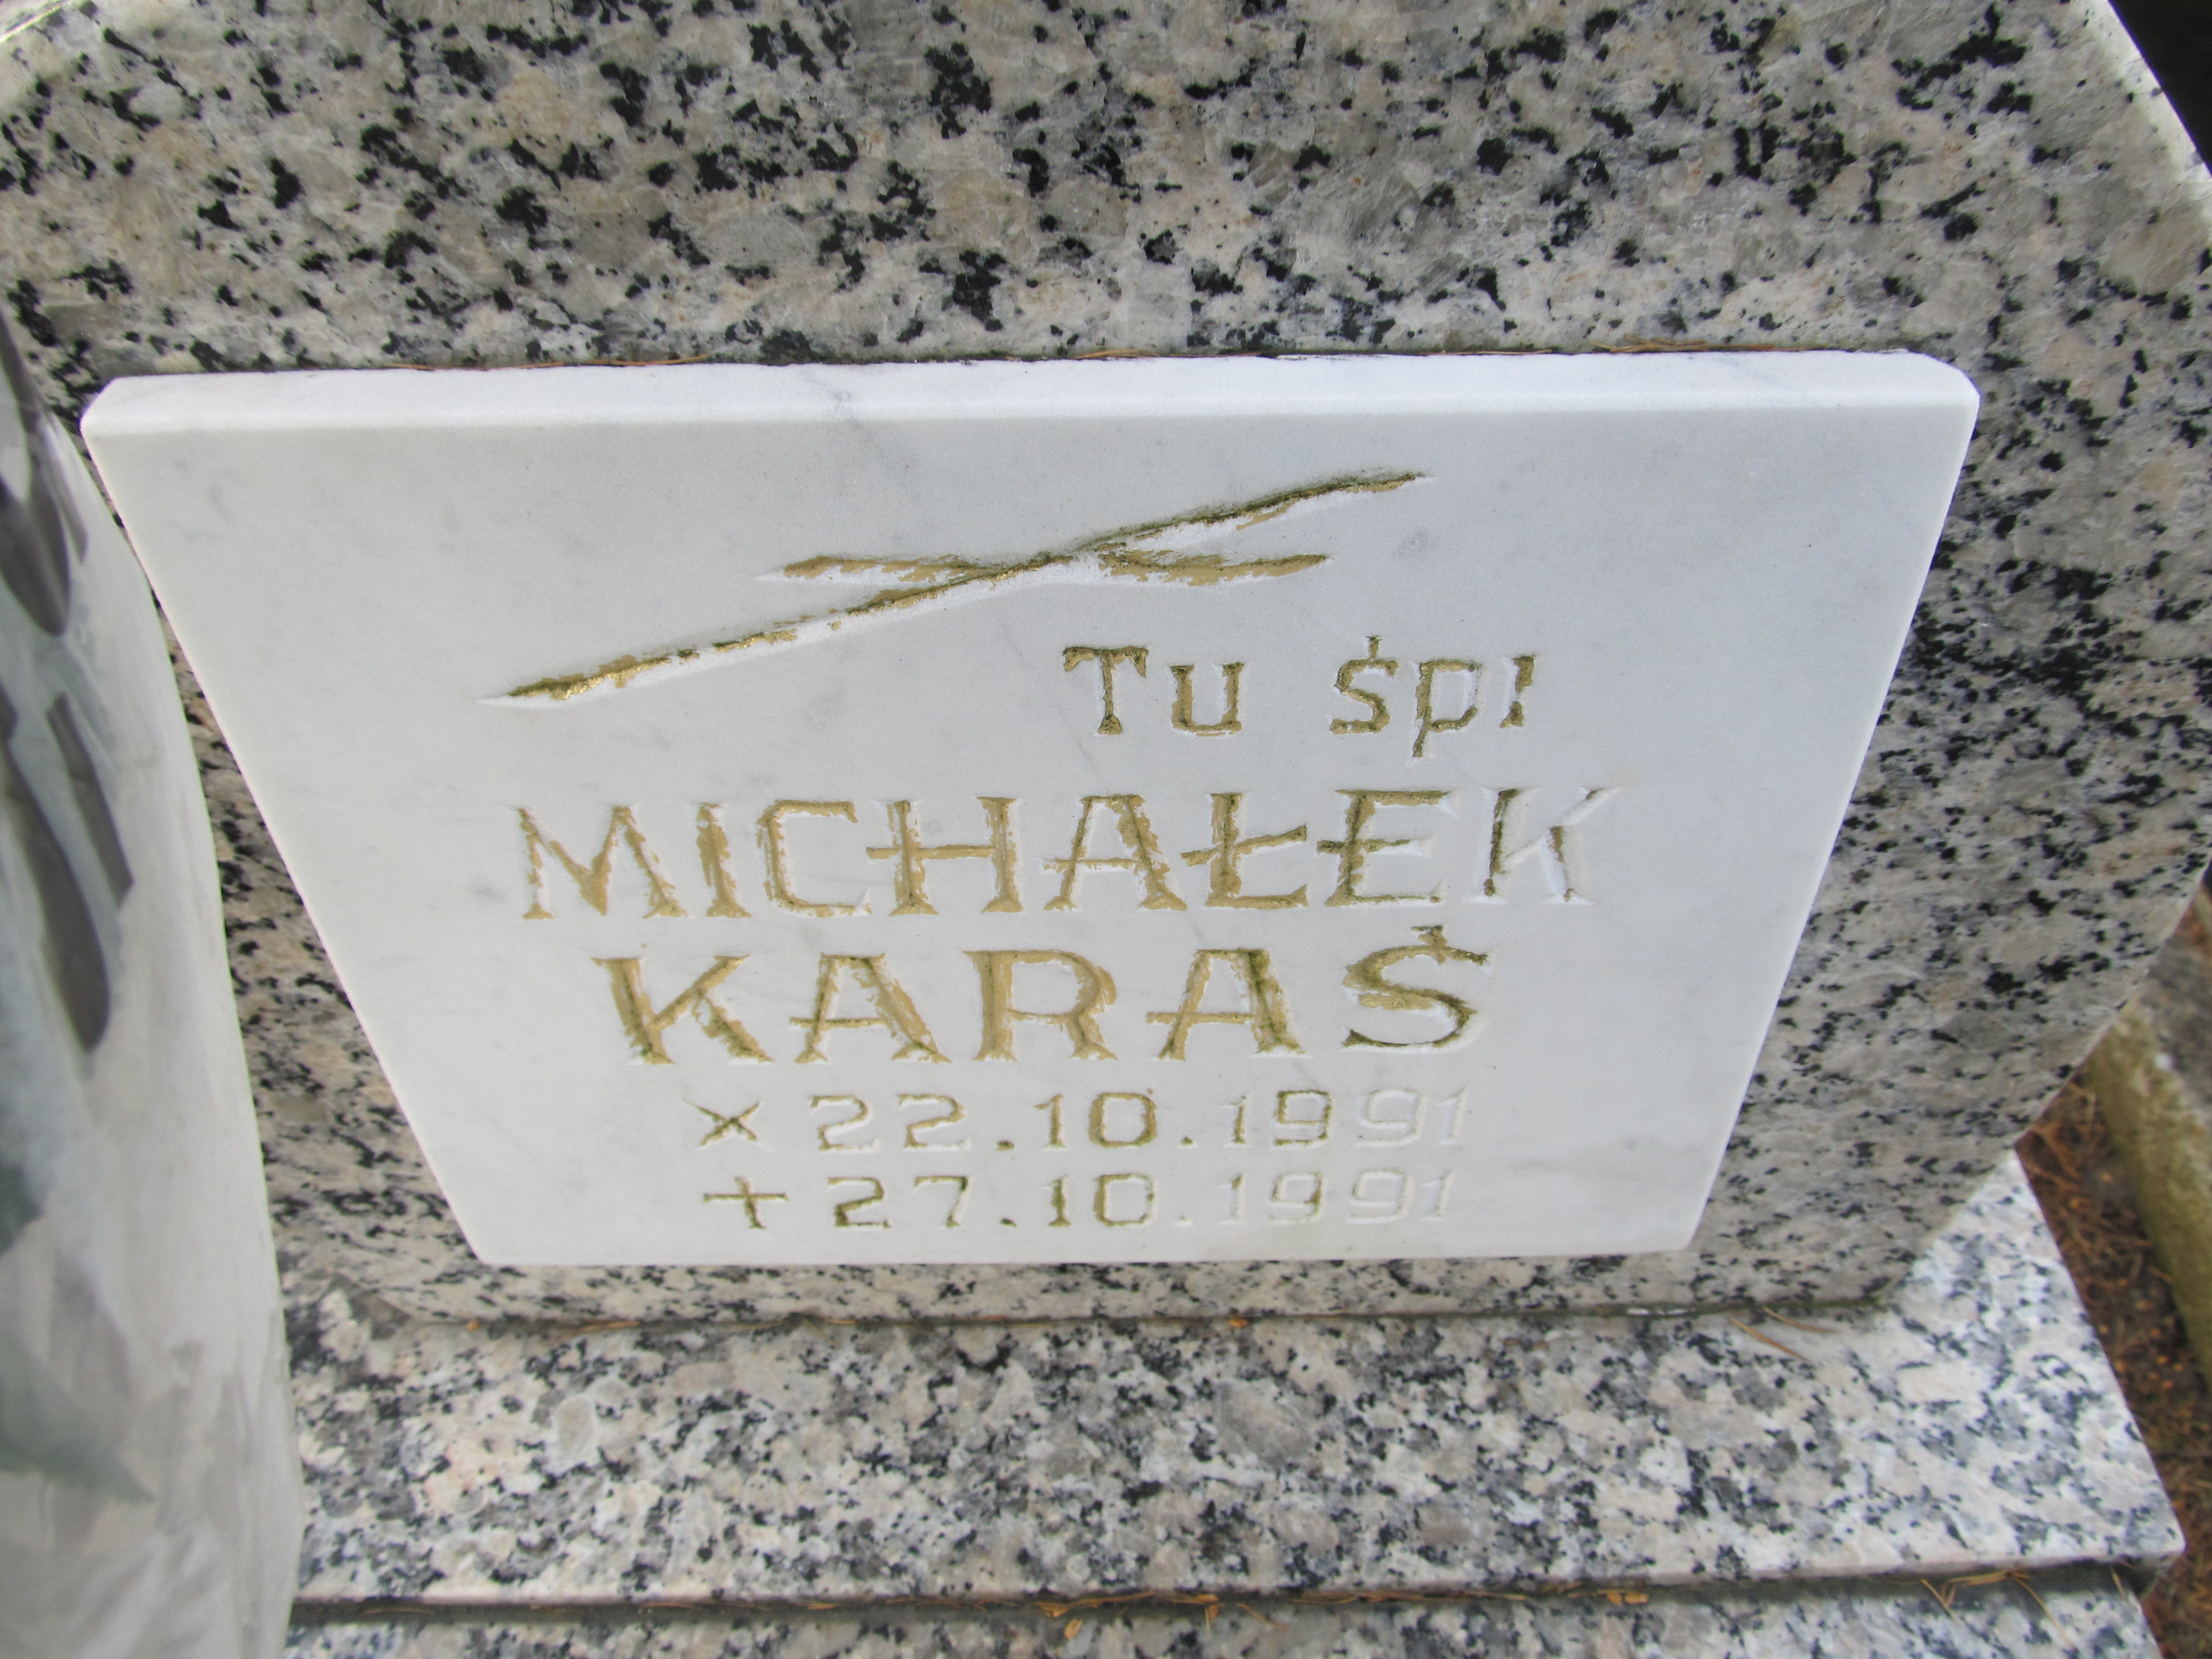 Tu śpi
MICHAŁEK
KARAŚ
× 22.10.1991
+ 27.10.1991